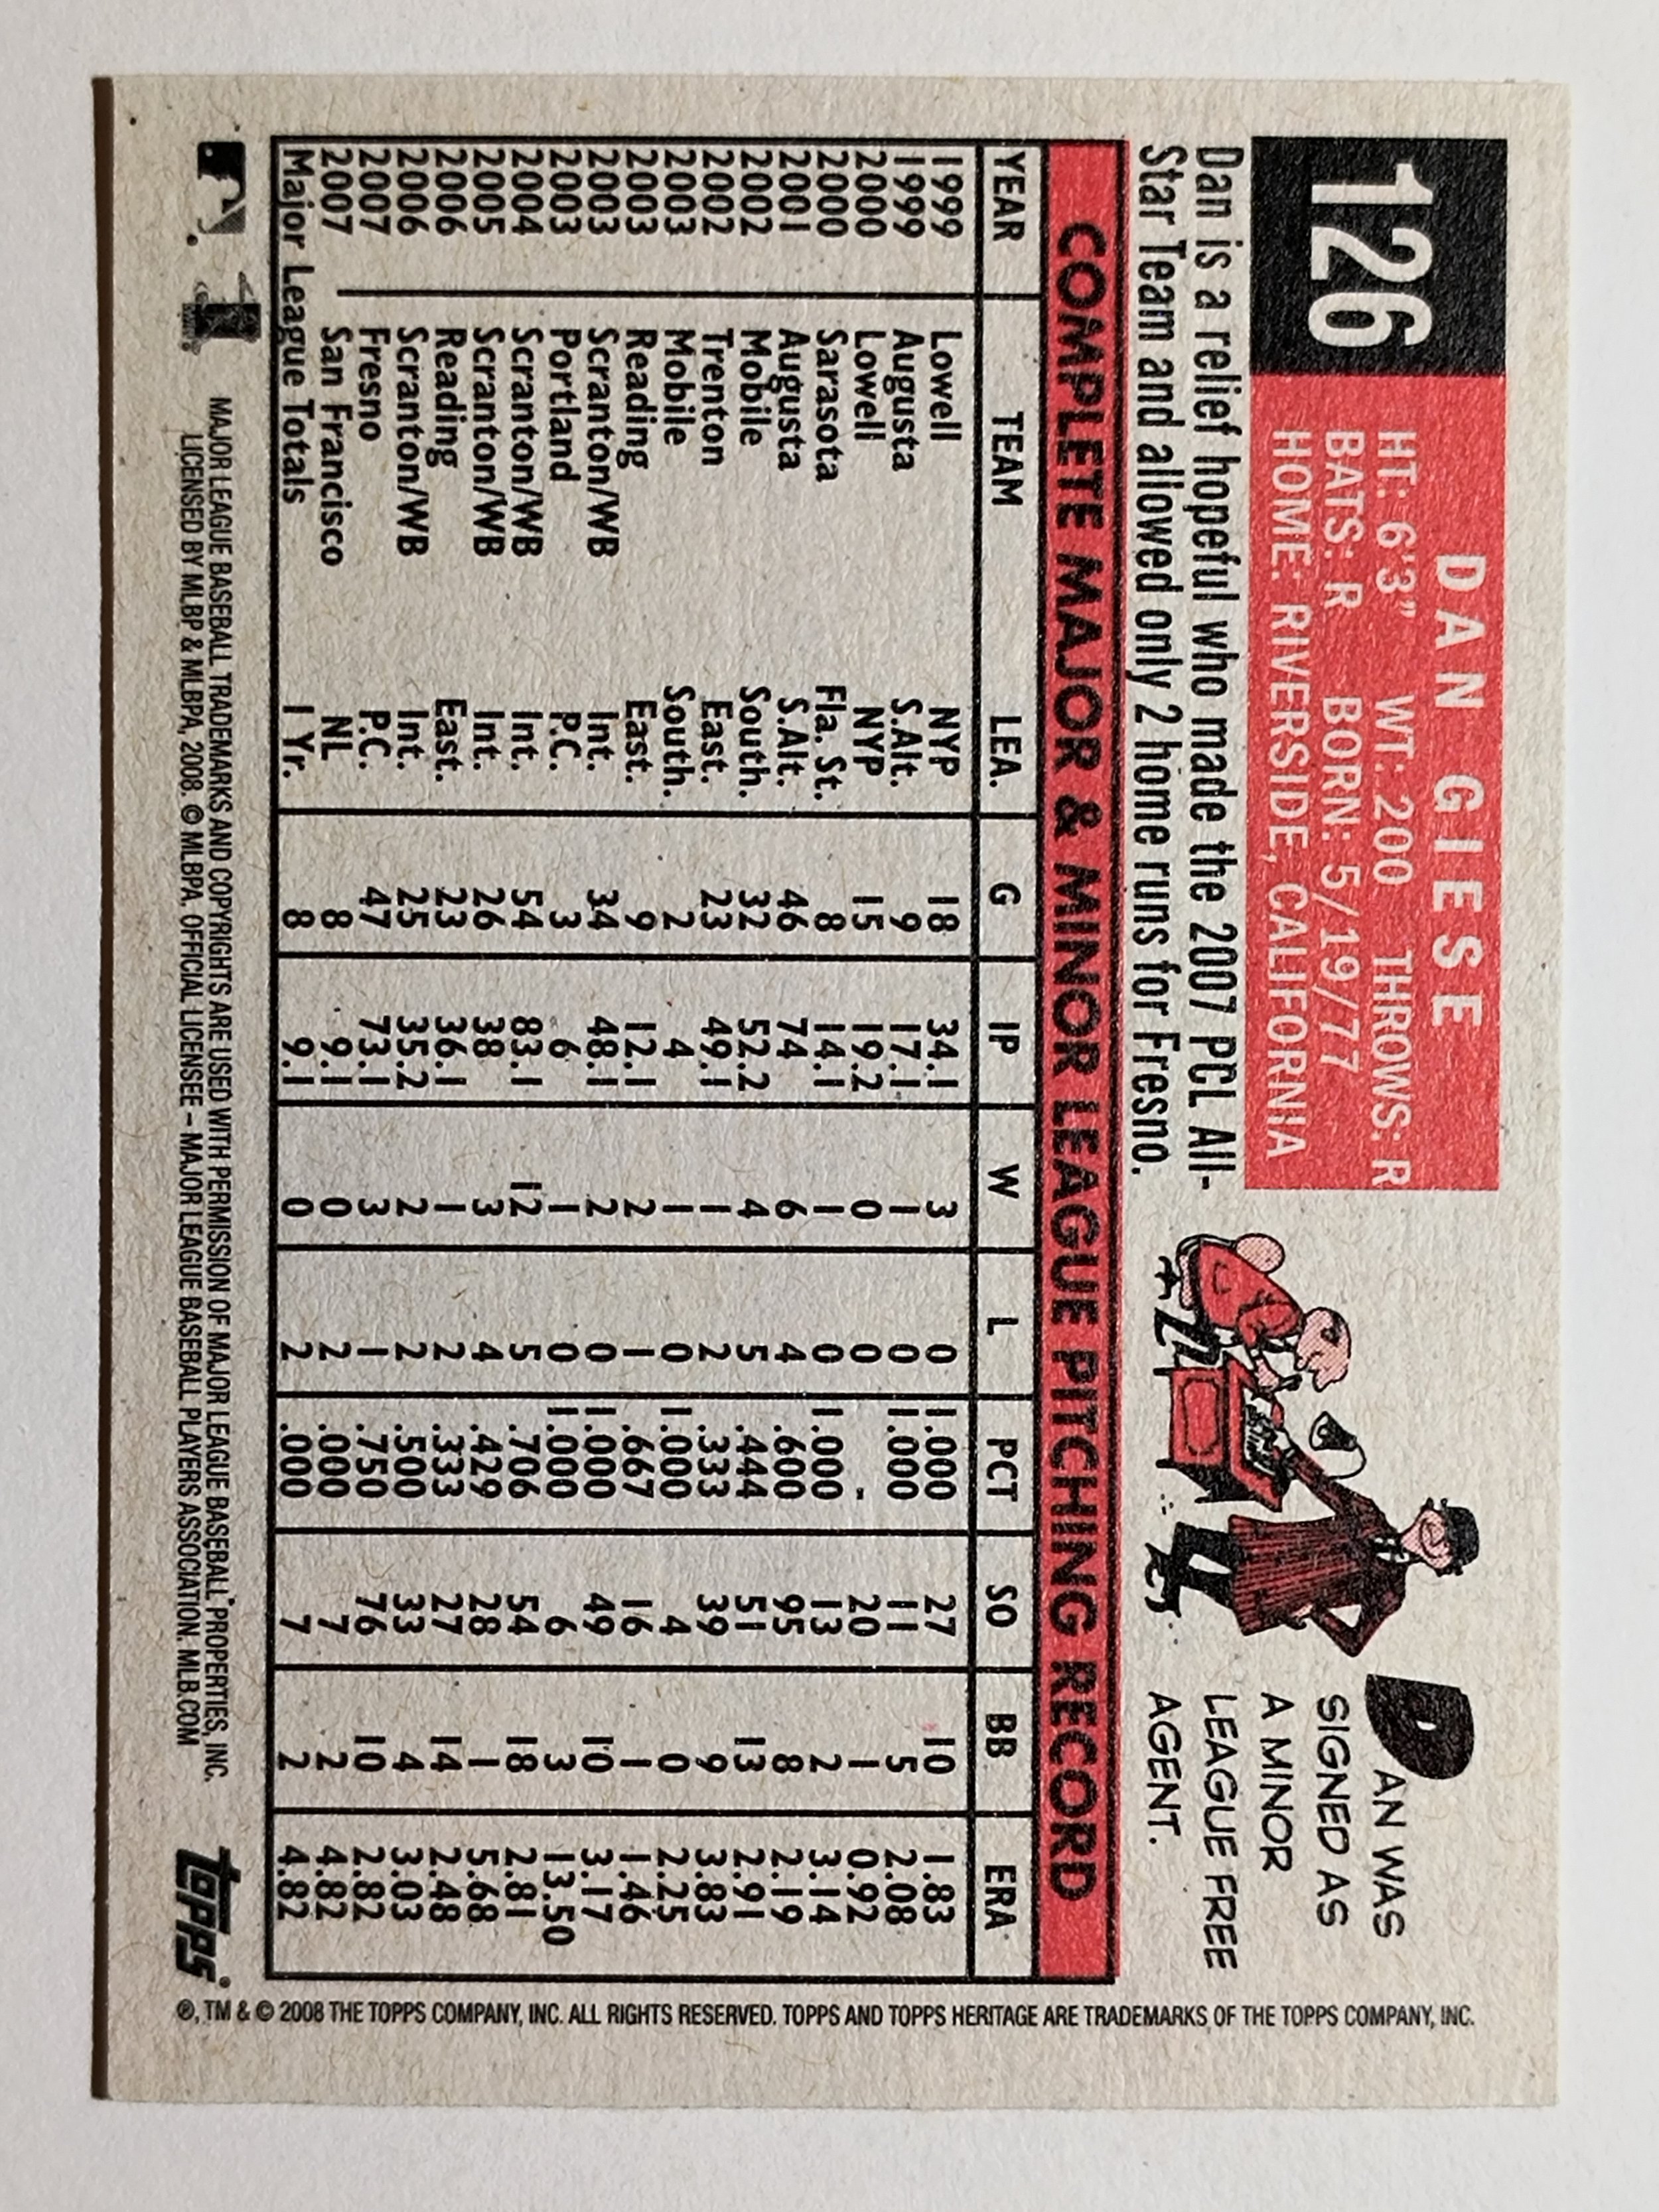 126
DAN GIESE
HT: 6'3" WT: 200 THROWS: R
BATS: R BORN: 5/19/77
HOME: RIVERSIDE, CALIFORNIA
Dan is a relief hopeful who made the 2007 PCL All-
Star Team and allowed only 2 home runs for Fresno.
DAN WAS
SIGNED AS
A MINOR
LEAGUE FREE
AGENT.
COMPLETE MAJOR & MINOR LEAGUE PITCHING RECORD
YEAR TEAM LEA. G IP W L PCT SO BB ERA
1999 Lowell NYP 18 34.1 3 0 1.000 27 10 1.83
1999 Augusta S.Alt. 9 17.1 1 0 1.000 11 5 2.08
2000 Lowell NYP 15 19.2 0 0 - 20 1 0.92
2000 Sarasota Fla. St. 8 14.1 1 0 1.000 13 2 3.14
2001 Augusta S.Alt. 46 74 6 4 .600 95 8 2.19
2002 Mobile South. 32 52.2 4 5 .444 51 13 2.91
2002 Trenton East. 23 49.1 1 2 .333 39 9 3.83
2003 Mobile South. 2 4 1 0 1.000 4 0 2.25
2003 Reading East. 9 12.1 2 1 .667 16 1 1.46
2003 Scranton/WB Int. 34 48.1 2 0 1.000 49 10 3.17
2003 Portland P.C. 3 6 1 0 1.000 6 3 13.50
2004 Scranton/WB Int. 54 83.1 12 5 .706 54 18 2.81
2005 Scranton/WB Int. 26 38 3 4 .429 28 1 5.68
2006 Reading East. 23 36.1 1 2 .333 27 14 2.48
2006 Scranton/WB Int. 25 35.2 2 2 .500 33 4 3.03
2007 Fresno P.C. 47 73.1 3 1 .750 76 10 2.82
2007 San Francisco NL 8 9.1 0 2 .000 7 2 4.82
Major League Totals 1 Yr. 8 9.1 0 2 .000 7 2 4.82
MAJOR LEAGUE BASEBALL TRADEMARKS AND COPYRIGHTS ARE USED WITH PERMISSION OF MAJOR LEAGUE BASEBALL PROPERTIES, INC.
LICENSED BY MLBP & MLBPA, 2008. © MLBPA. OFFICIAL LICENSEE – MAJOR LEAGUE BASEBALL PLAYERS ASSOCIATION. MLB.COM
topps®
®, TM & © 2008 THE TOPPS COMPANY, INC. ALL RIGHTS RESERVED. TOPPS AND TOPPS HERITAGE ARE TRADEMARKS OF THE TOPPS COMPANY, INC.